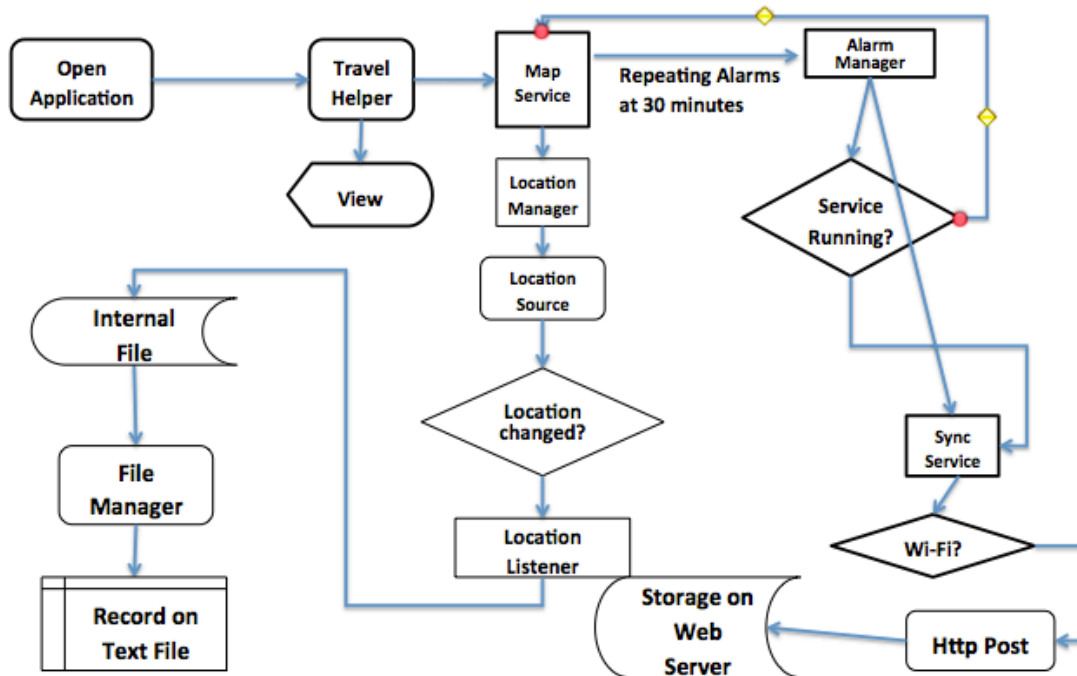 Open
Application
Travel
Helper
View
Map
Service
Repeating Alarms
at 30 minutes
Alarm
Manager
Service
Running?
Location
Manager
Location
Source
Location
changed?
Location
Listener
Internal
File
File
Manager
Record on
Text File
Sync
Service
Wi-Fi?
Http Post
Storage on
Web
Server